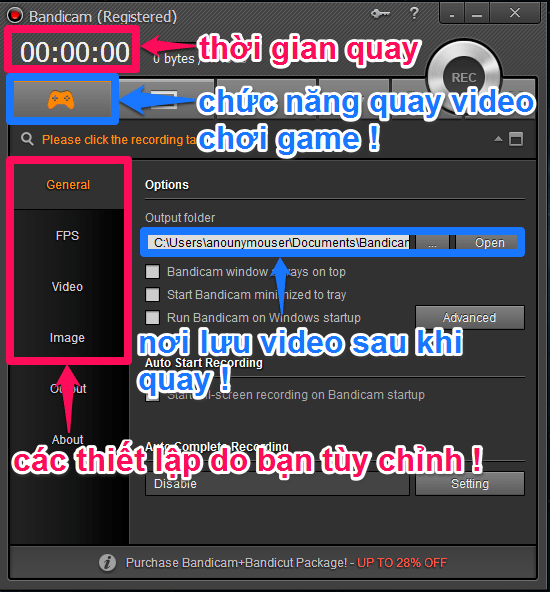 Bandicam (Registered)
?
00:00:00
thời gian quay
0 bytes /
REC
chức năng quay video
chơi game !
Please click the recording ta
General
FPS
Video
Image
Output
About
Options
Output folder
C:\Users\anounymouser\Documents\Bandican
...
Open
Bandicam window always on top
Start Bandicam minimized to tray
Run Bandicam on Windows startup
Advanced
nơi lưu video sau khi
quay !
Auto Start Recording
Start full-screen recording on Bandicam startup
Auto Complete Recording
các thiết lập do bạn tùy chỉnh !
Disable
Setting
Purchase Bandicam+Bandicut Package! - UP TO 28% OFF